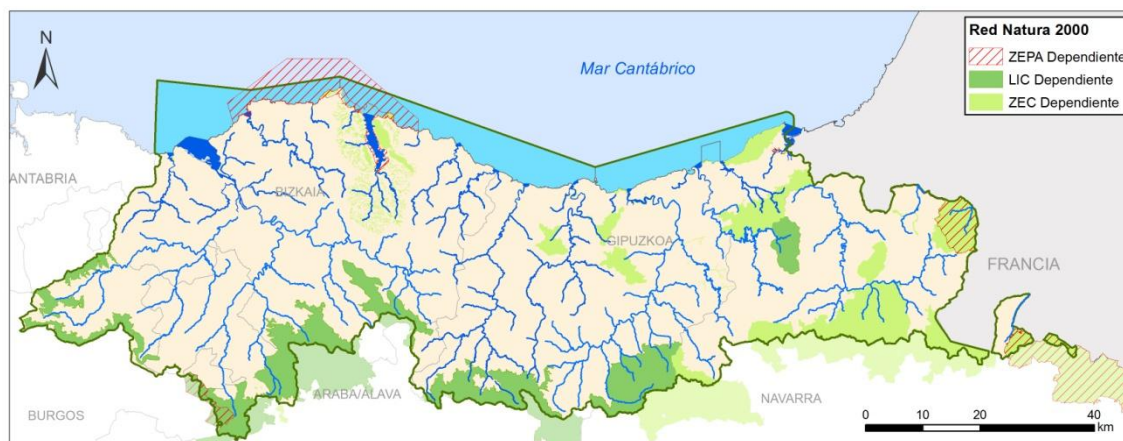 Red Natura 2000
ZEPA Dependiente
LIC Dependiente
ZEC Dependiente
N
Mar Cantábrico
ANTABRIA
BIZKAIA
GIPUZKOA
FRANCIA
ARABA/ÁLAVA
NAVARRA
BURGOS
0 10 20 40
km